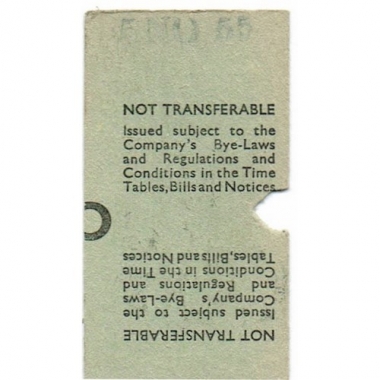 NOT TRANSFERABLE
Issued subject to the
Company's Bye-Laws
and Regulations and
Conditions in the Time
Tables, Bills and Notices
NOT TRANSFERABLE
Issued subject to the
Company's Bye-Laws
and Regulations and
Conditions in the Time
Tables, Bills and Notices